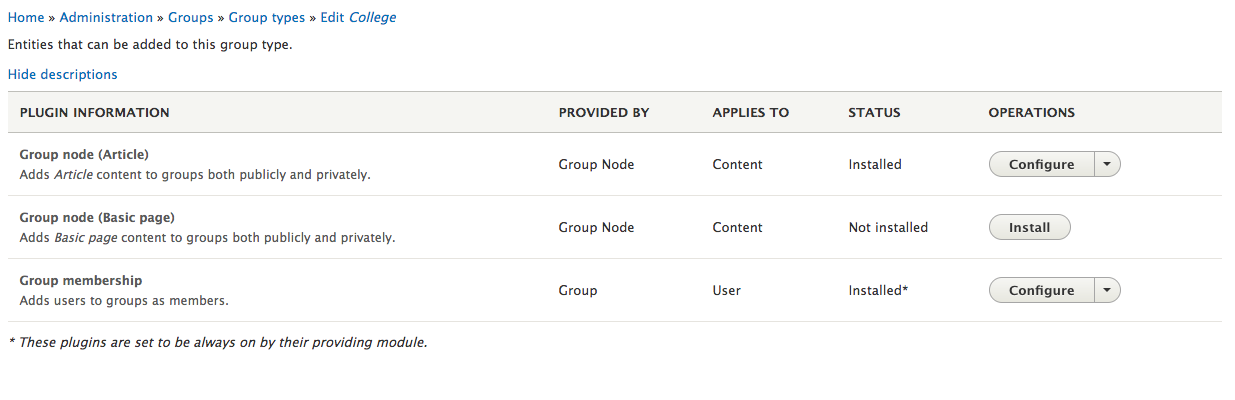 Home » Administration » Groups » Group types » Edit College
Entities that can be added to this group type.
Hide descriptions
PLUGIN INFORMATION PROVIDED BY APPLIES TO STATUS OPERATIONS
Group node (Article)
Adds Article content to groups both publicly and privately.
Group Node Content Installed Configure
Group node (Basic page)
Adds Basic page content to groups both publicly and privately.
Group Node Content Not installed Install
Group membership
Adds users to groups as members.
Group User Installed* Configure
* These plugins are set to be always on by their providing module.